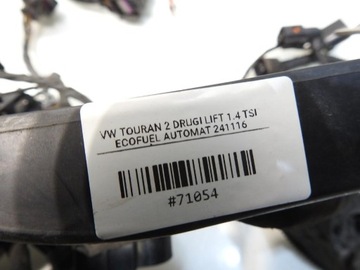 VW TOURAN 2 DRUGI LIFT 1.4 TSI
ECOFUEL AUTOMAT 241116
#71054